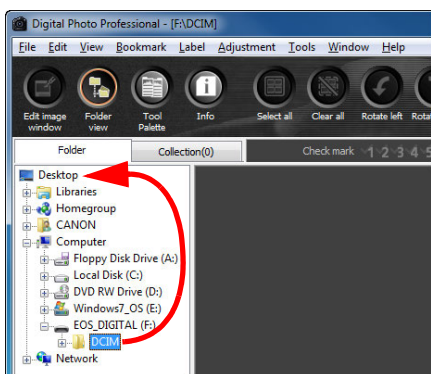 Digital Photo Professional - [F:\DCIM]
File Edit View Bookmark Label Adjustment Tools Window Help
Edit image window Folder view Tool Palette Info Select all Clear all Rotate left
Folder Collection(0) Check mark 1 2 3 4 5
Desktop
Libraries
Homegroup
CANON
Computer
Floppy Disk Drive (A:)
Local Disk (C:)
DVD RW Drive (D:)
Windows7_OS (E:)
EOS_DIGITAL (F:)
DCIM
Network